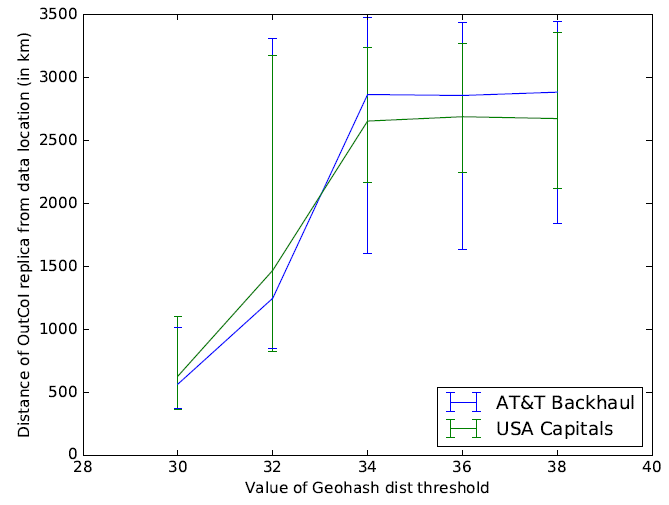 3500
3000
2500
2000
1500
1000
500
0
Distance of OutCol replica from data location (in km)
28 30 32 34 36 38 40
Value of Geohash dist threshold
AT&T Backhaul
USA Capitals